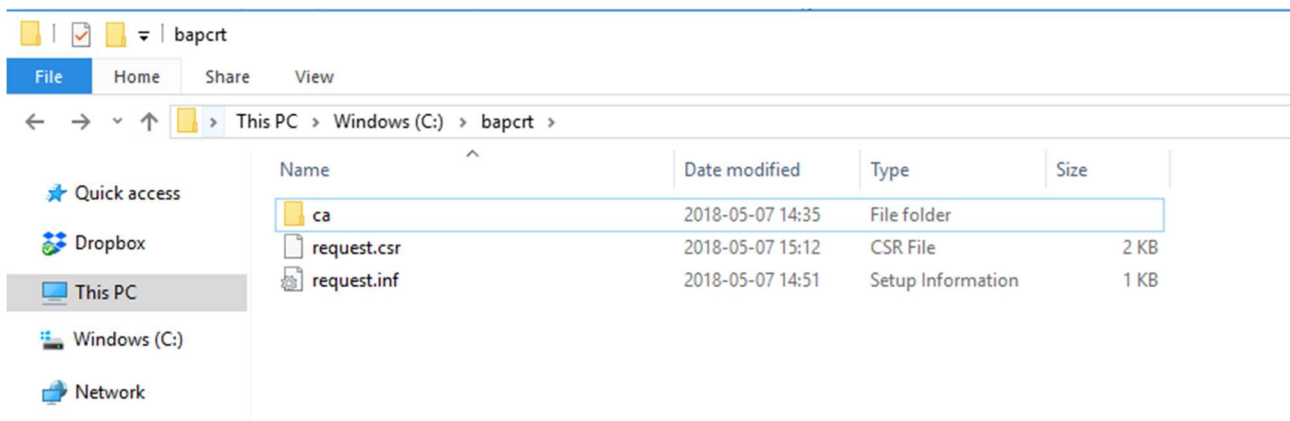 bapcrt
File Home Share View
This PC > Windows (C:) > bapcrt >
Name Date modified Type Size
Quick access
ca 2018-05-07 14:35 File folder
Dropbox
request.csr 2018-05-07 15:12 CSR File 2 KB
request.inf 2018-05-07 14:51 Setup Information 1 KB
This PC
Windows (C:)
Network